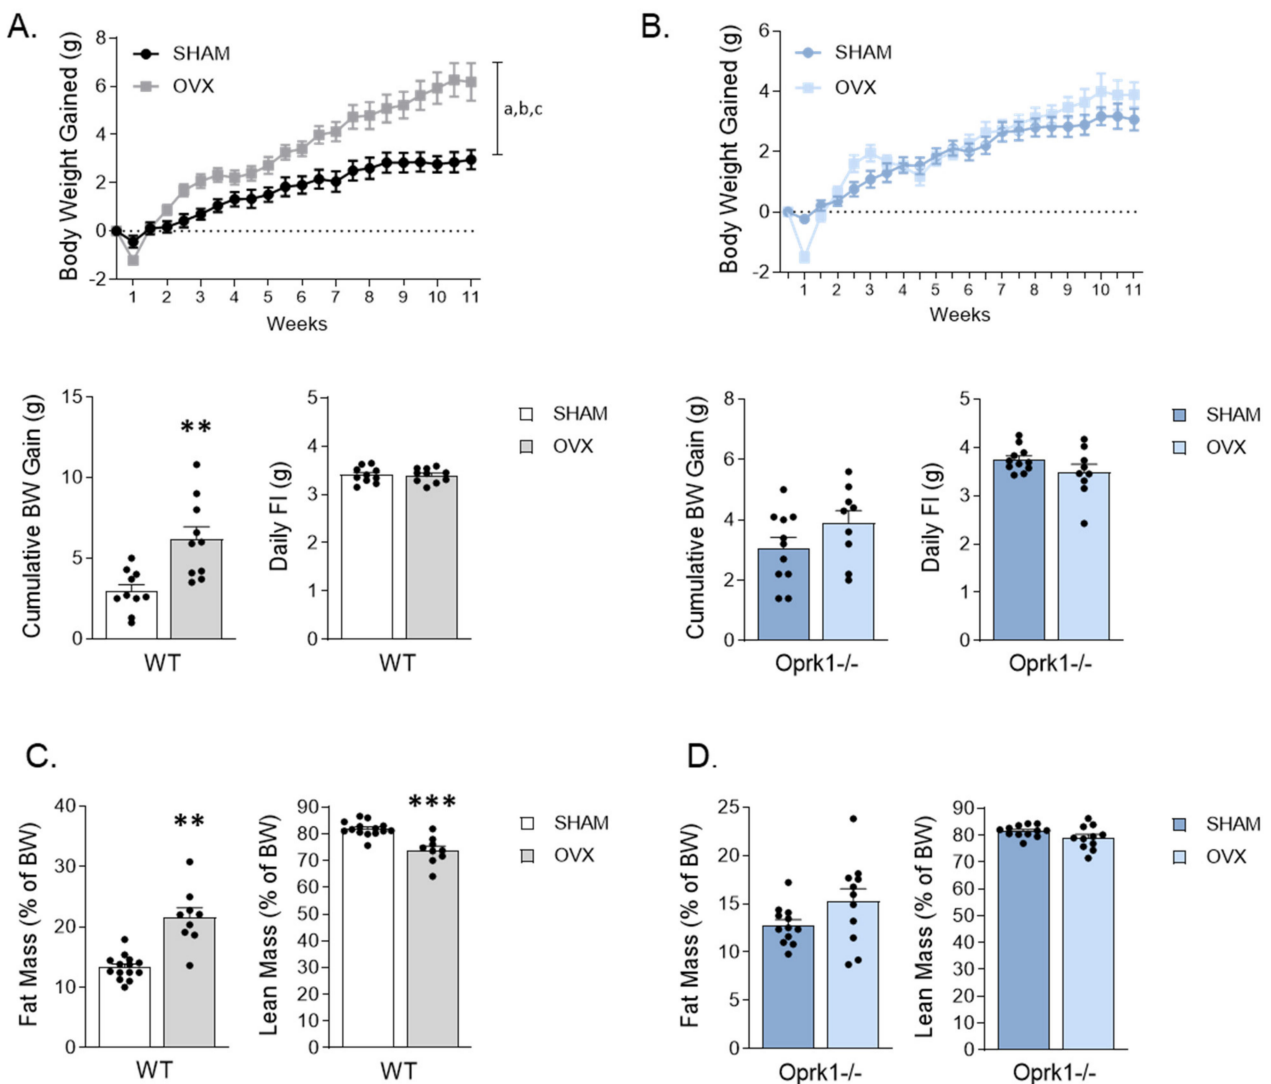 A.
Body Weight Gained (g)
8
6
4
2
0
-2
SHAM
OVX
a,b,c
1 2 3 4 5 6 7 8 9 10 11
Weeks
B.
Body Weight Gained (g)
6
4
2
0
-2
SHAM
OVX
1 2 3 4 5 6 7 8 9 10 11
Weeks
Cumulative BW Gain (g)
15
10
5
0
**
WT
Daily FI (g)
5
4
3
2
1
0
WT
SHAM
OVX
Cumulative BW Gain (g)
8
6
4
2
0
Oprk1-/-
Daily FI (g)
5
4
3
2
1
0
Oprk1-/-
SHAM
OVX
C.
Fat Mass (% of BW)
40
30
20
10
0
**
WT
Lean Mass (% of BW)
90
80
70
60
50
40
30
20
10
0
***
WT
SHAM
OVX
D.
Fat Mass (% of BW)
25
20
15
10
5
0
Oprk1-/-
Lean Mass (% of BW)
90
80
70
60
50
40
30
20
10
0
Oprk1-/-
SHAM
OVX